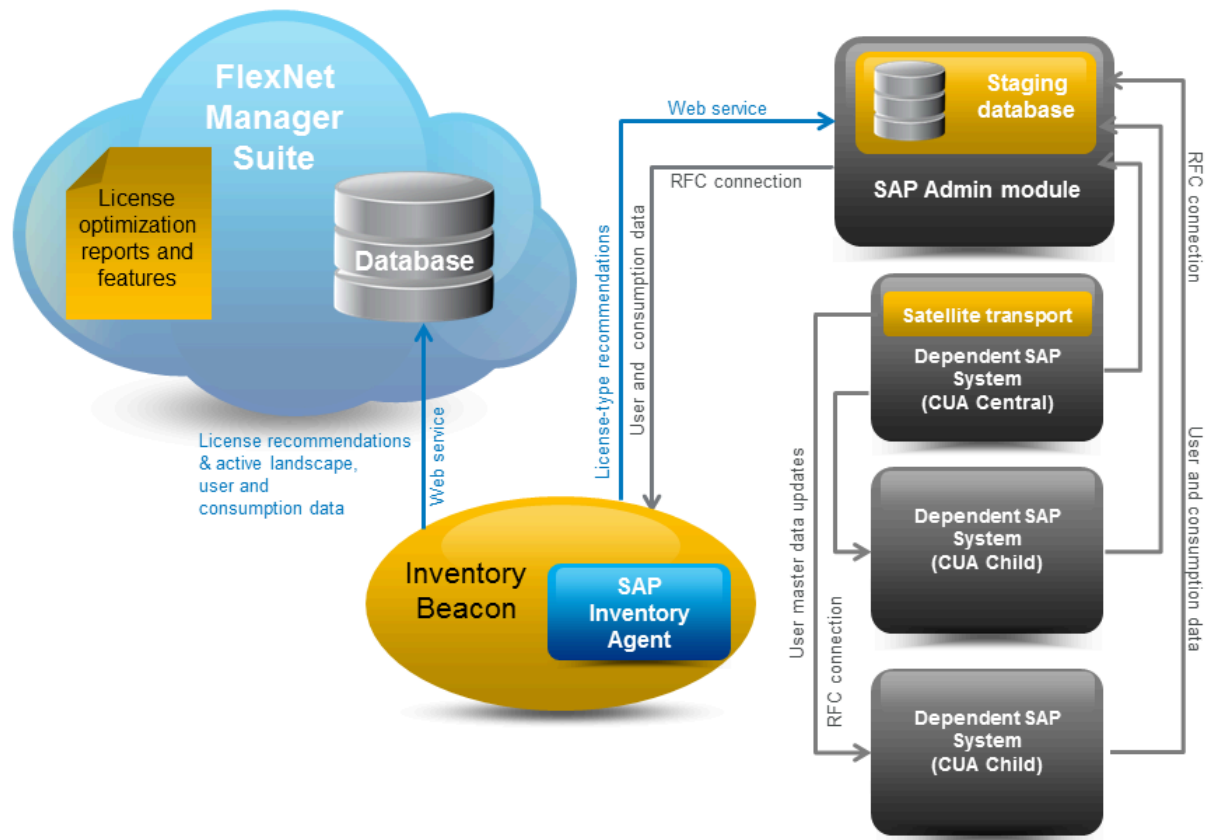 FlexNet
Manager
Suite
License
optimization
reports and
features
Database
License recommendations
& active landscape,
user and
consumption data
Web service
Inventory
Beacon
SAP
Inventory
Agent
Web service
RFC connection
License-type recommendations
User and consumption data
Staging
database
SAP Admin module
Satellite transport
Dependent SAP
System
(CUA Central)
Dependent SAP
System
(CUA Child)
Dependent SAP
System
(CUA Child)
User master data updates
RFC connection
RFC connection
User and consumption data